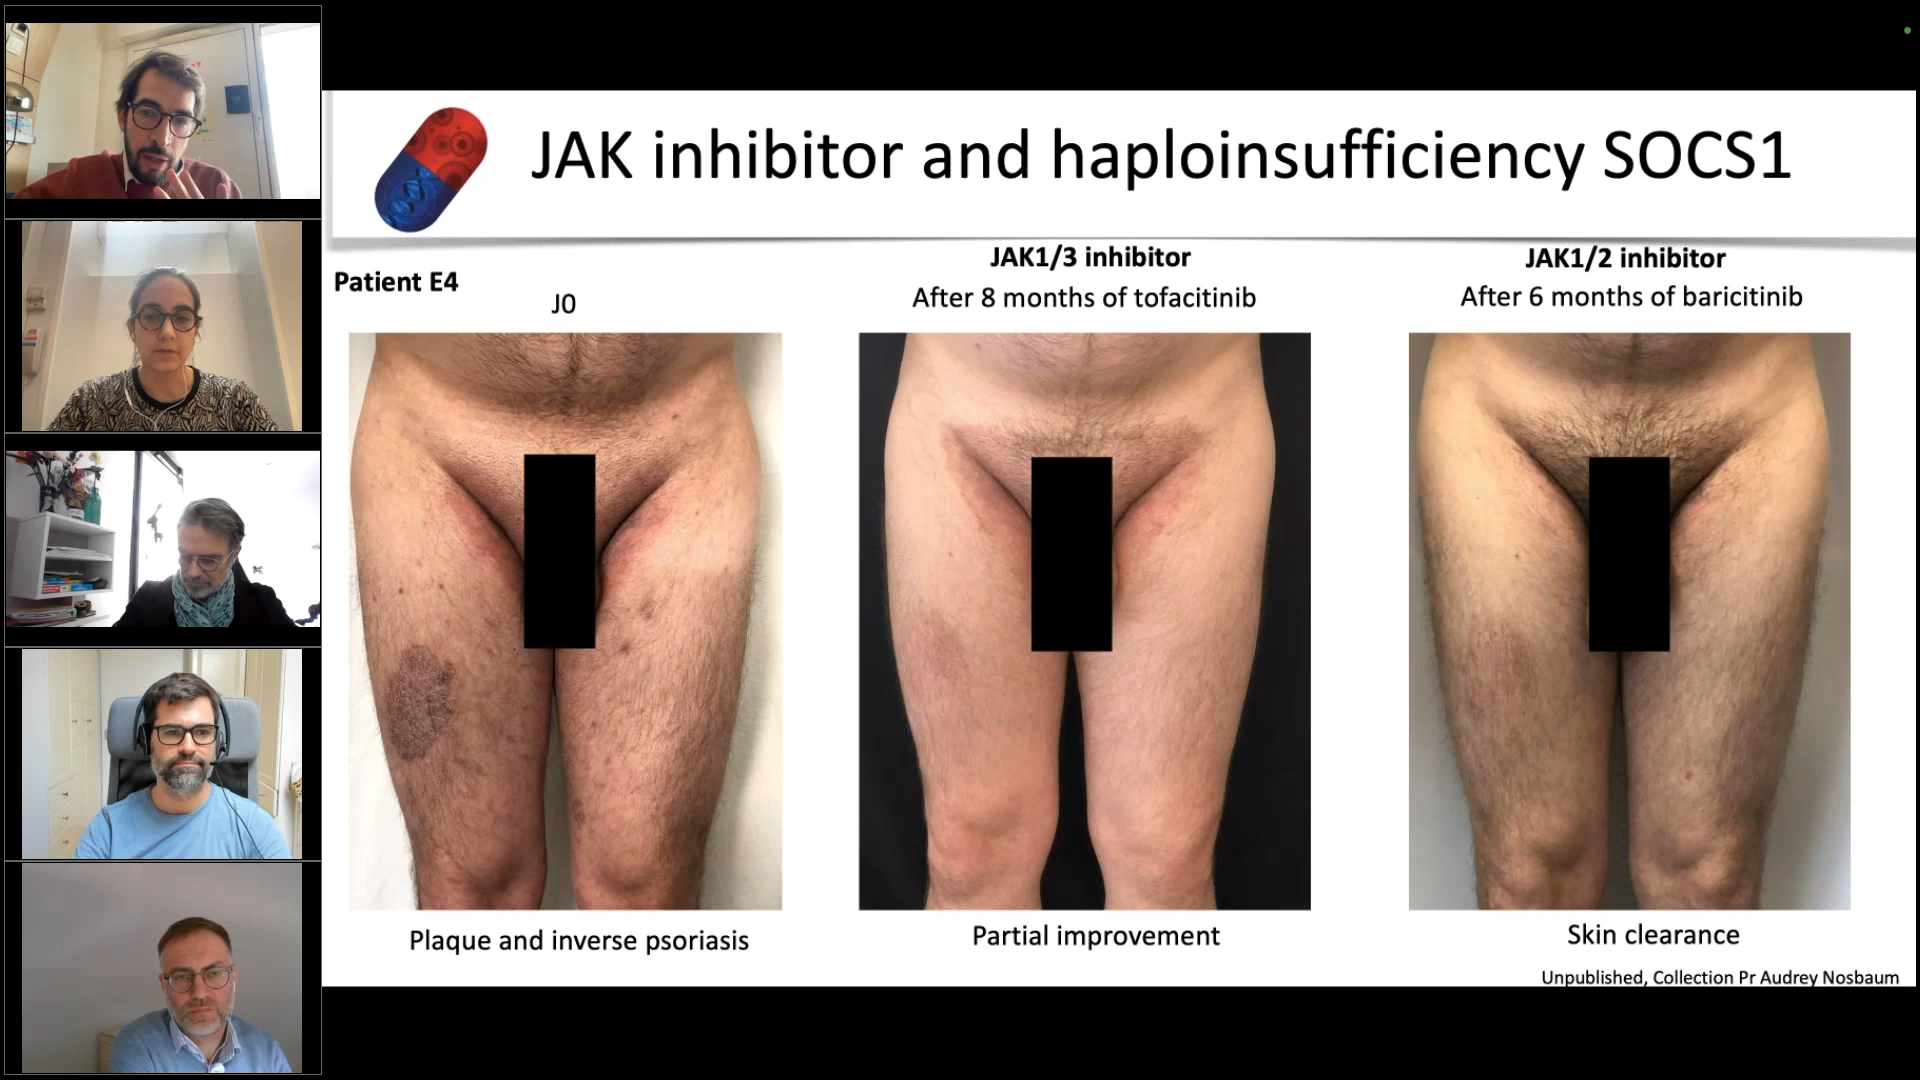 JAK inhibitor and haploinsufficiency SOCS1
Patient E4
J0
JAK1/3 inhibitor
After 8 months of tofacitinib
JAK1/2 inhibitor
After 6 months of baricitinib
Plaque and inverse psoriasis
Partial improvement
Skin clearance
Unpublished, Collection Pr Audrey Nosbaum